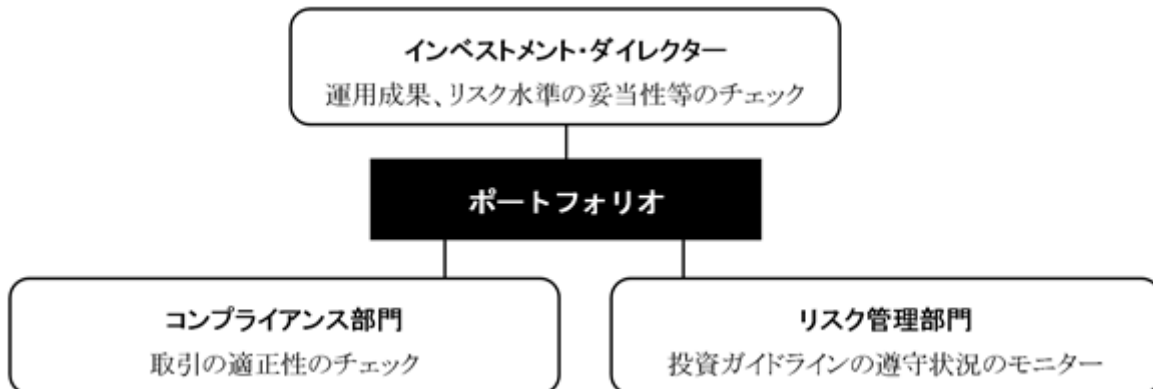 インベストメント・ダイレクター
運用成果、リスク水準の妥当性等のチェック
ポートフォリオ
コンプライアンス部門
取引の適正性のチェック
リスク管理部門
投資ガイドラインの遵守状況のモニター